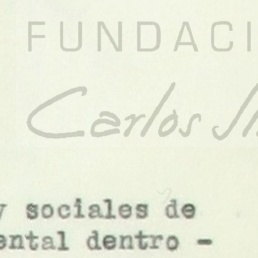 FUNDACI
Carlos
y sociales de
ental dentro -